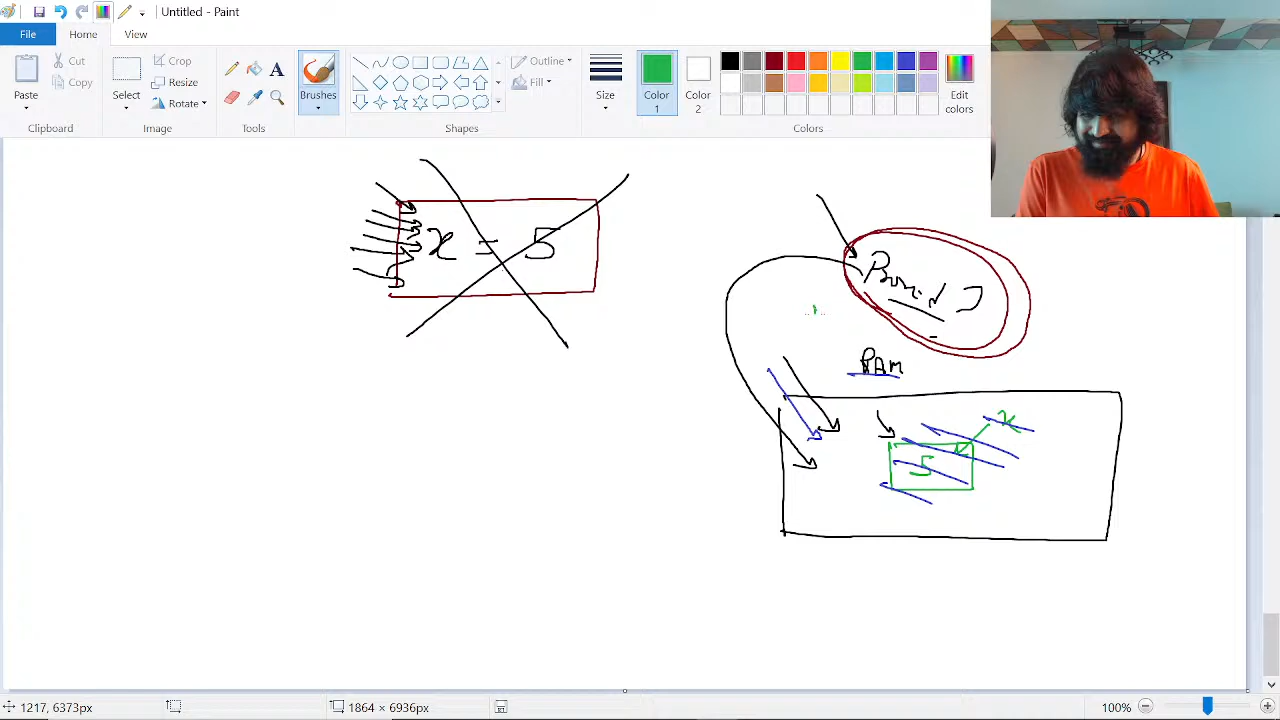 Untitled - Paint
File
Home
View
Paste
Cut
Copy
Select
Crop
Resize
Rotate
Brushes
Outline
Fill
Size
Color
1
Color
2
Edit
colors
Clipboard
Image
Tools
Shapes
Colors
x = 5
RAM
x
5
1217, 6373px
1864 × 6936px
100%